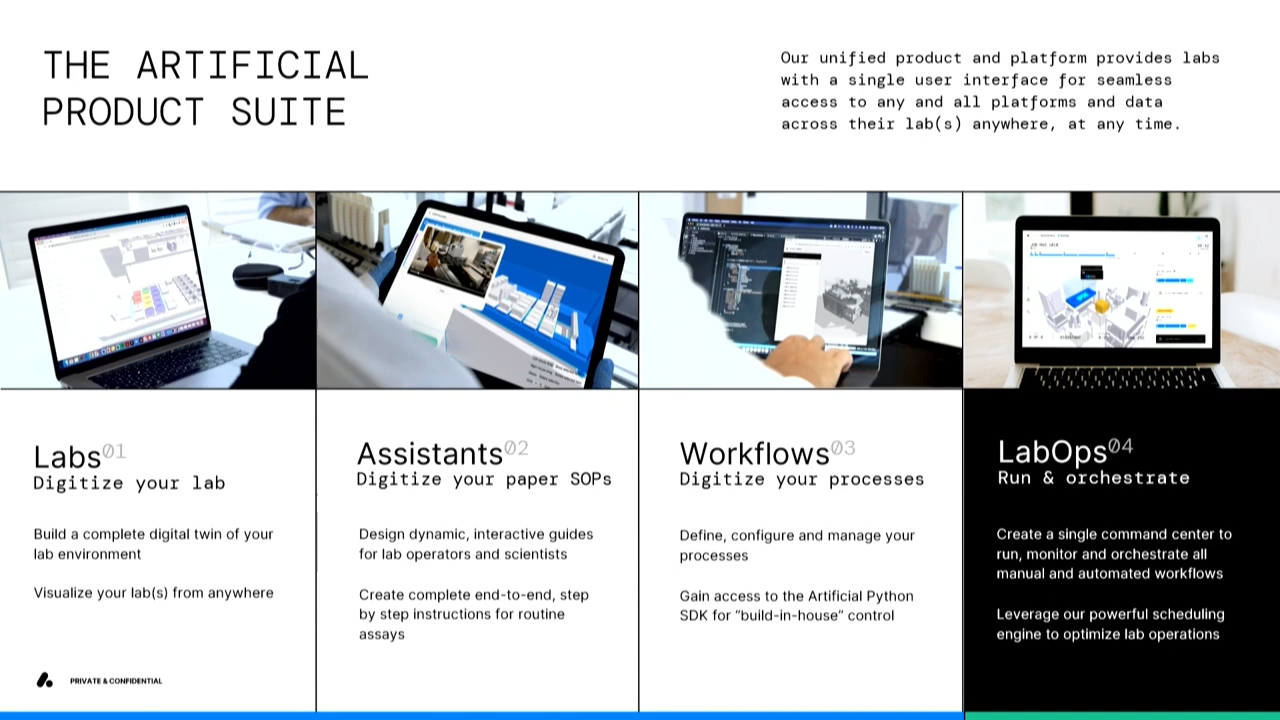 THE ARTIFICIAL
PRODUCT SUITE
Our unified product and platform provides labs
with a single user interface for seamless
access to any and all platforms and data
across their lab(s) anywhere, at any time.
Labs01
Digitize your lab
Build a complete digital twin of your
lab environment
Visualize your lab(s) from anywhere
Assistants02
Digitize your paper SOPs
Design dynamic, interactive guides
for lab operators and scientists
Create complete end-to-end, step
by step instructions for routine
assays
Workflows03
Digitize your processes
Define, configure and manage your
processes
Gain access to the Artificial Python
SDK for “build-in-house” control
LabOps04
Run & orchestrate
Create a single command center to
run, monitor and orchestrate all
manual and automated workflows
Leverage our powerful scheduling
engine to optimize lab operations
PRIVATE & CONFIDENTIAL